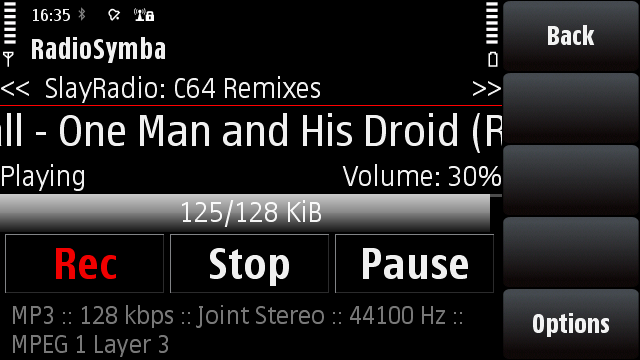 16:35
RadioSymba
Back
<< SlayRadio: C64 Remixes >>
all - One Man and His Droid (R
Playing Volume: 30%
125/128 KiB
Rec Stop Pause
MP3 :: 128 kbps :: Joint Stereo :: 44100 Hz ::
MPEG 1 Layer 3
Options